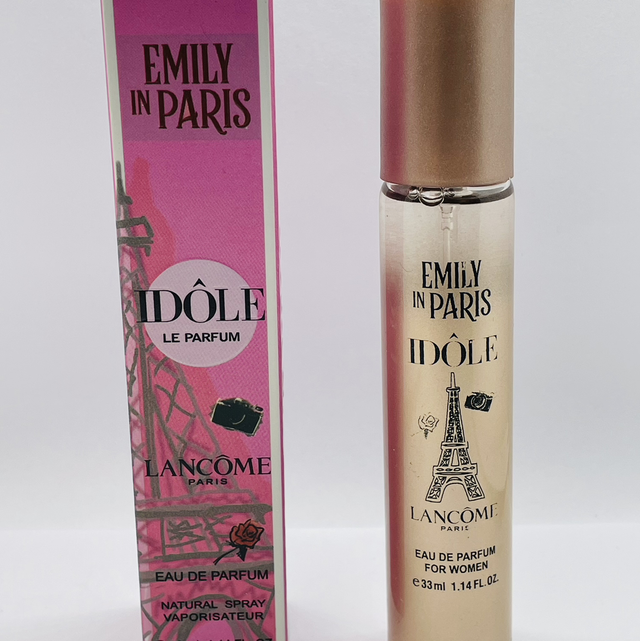 EMILY
IN PARIS
IDÔLE
LE PARFUM
LANCÔME
PARIS
EAU DE PARFUM
NATURAL SPRAY
VAPORISATEUR
EMILY
IN PARIS
IDÔLE
LANCÔME
PARIS
EAU DE PARFUM
FOR WOMEN
e 33ml 1.14 FL.OZ.